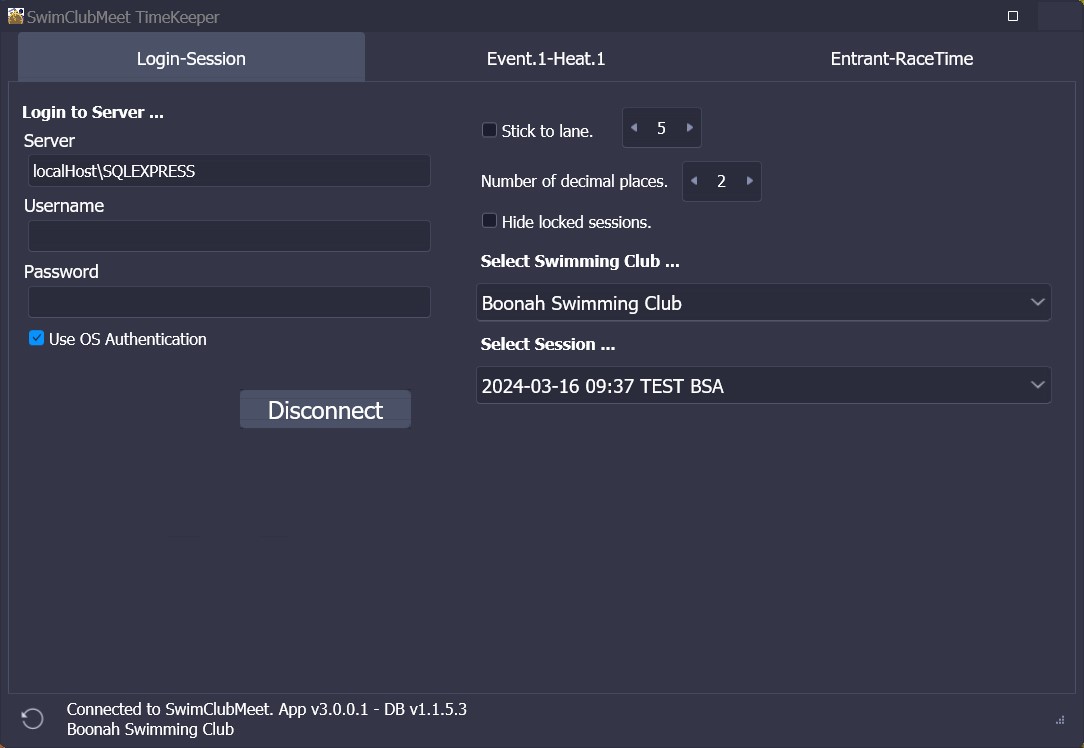 SwimClubMeet TimeKeeper
Login-Session
Event.1-Heat.1
Entrant-RaceTime
Login to Server ...
Server
localHost\SQLEXPRESS
Username
Password
Use OS Authentication
Disconnect
Stick to lane.
5
Number of decimal places.
2
Hide locked sessions.
Select Swimming Club ...
Boonah Swimming Club
Select Session ...
2024-03-16 09:37 TEST BSA
Connected to SwimClubMeet. App v3.0.0.1 - DB v1.1.5.3
Boonah Swimming Club